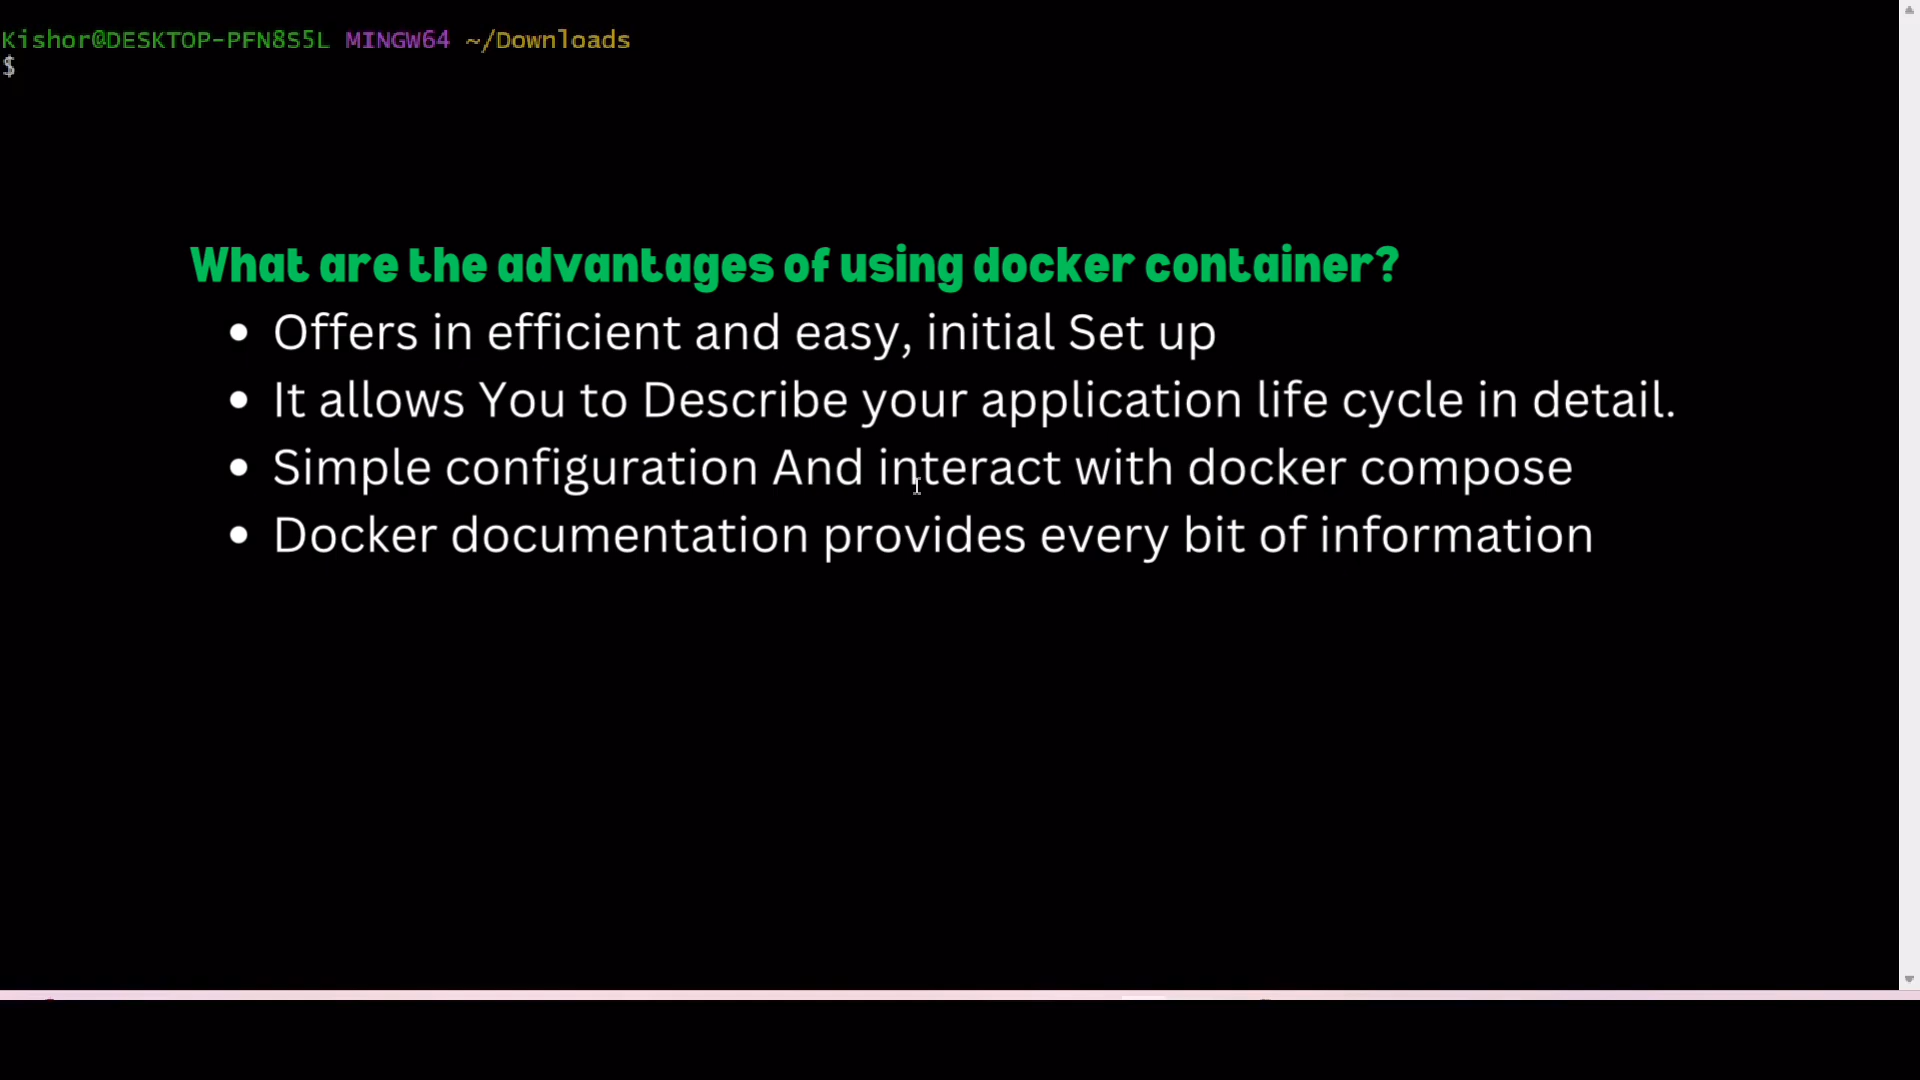 Kishor@DESKTOP-PFN8S5L MINGW64 ~/Downloads
$
What are the advantages of using docker container?
• Offers in efficient and easy, initial Set up
• It allows You to Describe your application life cycle in detail.
• Simple configuration And interact with docker compose
• Docker documentation provides every bit of information